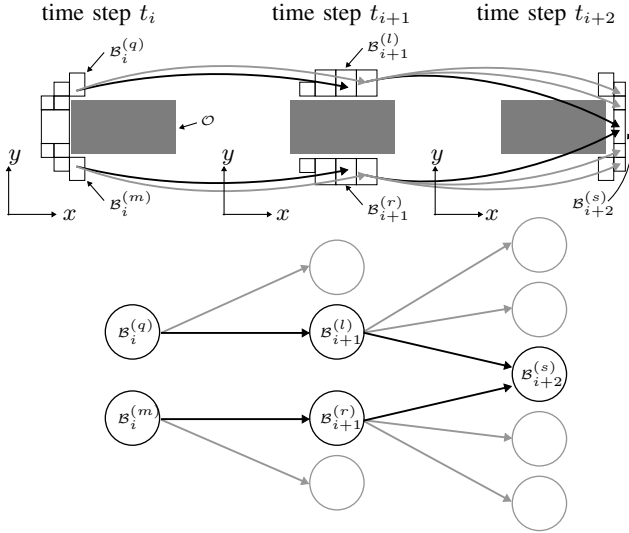 time step t_i time step t_{i+1} time step t_{i+2}
B_i^{(q)} B_{i+1}^{(l)}
O
y y y
x x x
B_i^{(m)} B_{i+1}^{(r)} B_{i+2}^{(s)}
B_i^{(q)} B_{i+1}^{(l)}
B_{i+2}^{(s)}
B_i^{(m)} B_{i+1}^{(r)}